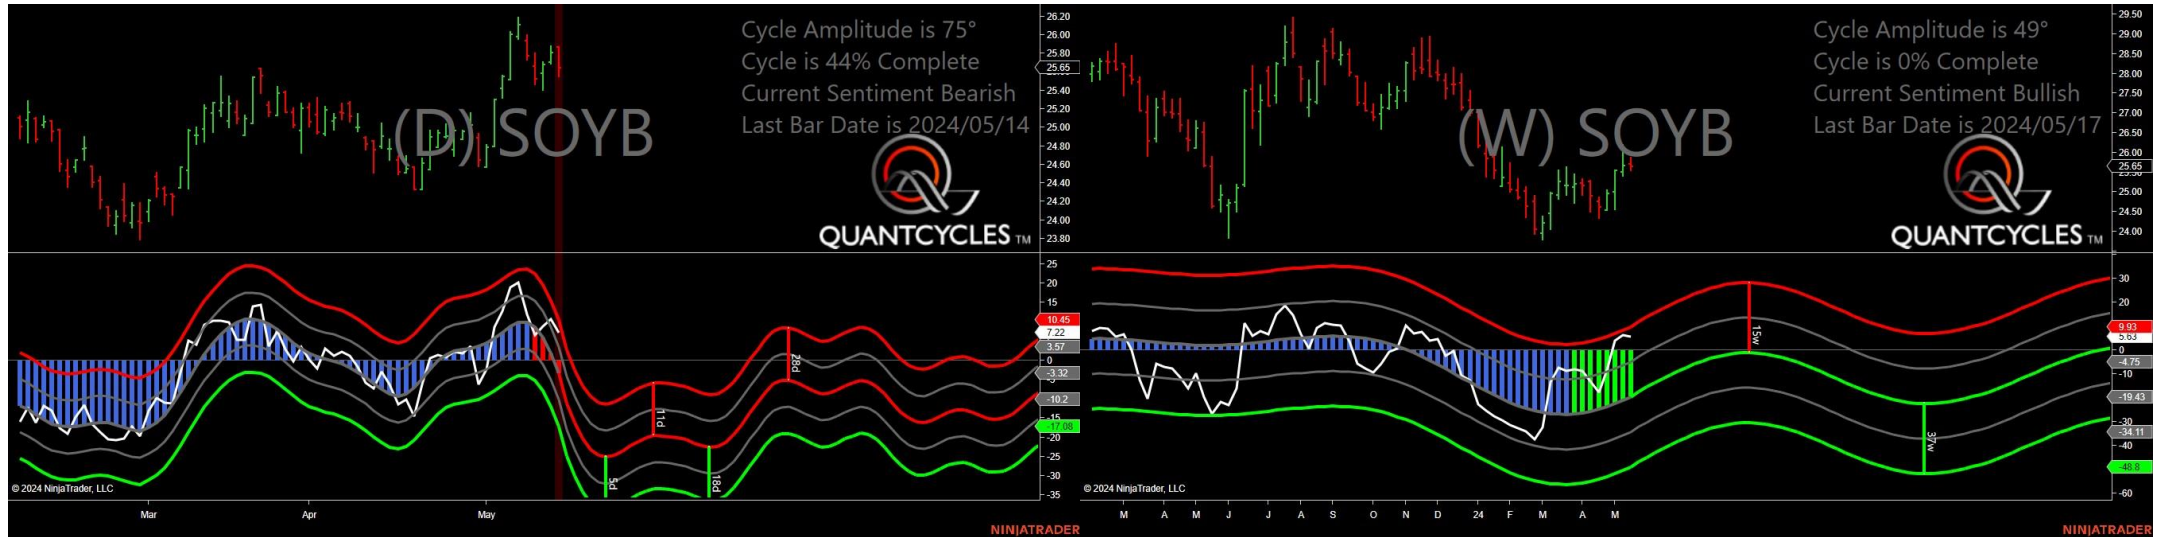 Cycle Amplitude is 75°
Cycle is 44% Complete
Current Sentiment Bearish
Last Bar Date is 2024/05/14
(D) SOYB
QUANTCYCLES TM
26.20
26.00
25.80
25.65
25.40
25.20
25.00
24.80
24.60
24.40
24.20
24.00
23.80
25
20
15
10.45
7.22
3.57
0
-3.32
-10.2
-15
-17.08
-20
-25
-30
-35
5d
11d
18d
28d
© 2024 NinjaTrader, LLC
Mar
Apr
May
NINJATRADER
Cycle Amplitude is 49°
Cycle is 0% Complete
Current Sentiment Bullish
Last Bar Date is 2024/05/17
(W) SOYB
QUANTCYCLES TM
29.50
29.00
28.50
28.00
27.50
27.00
26.50
26.00
25.65
25.00
24.50
24.00
30
20
9.93
5.63
0
-4.75
-10
-19.43
-30
-34.11
-40
-48.8
-60
15w
37w
© 2024 NinjaTrader, LLC
M
A
M
J
J
A
S
O
N
D
24
F
M
A
M
NINJATRADER